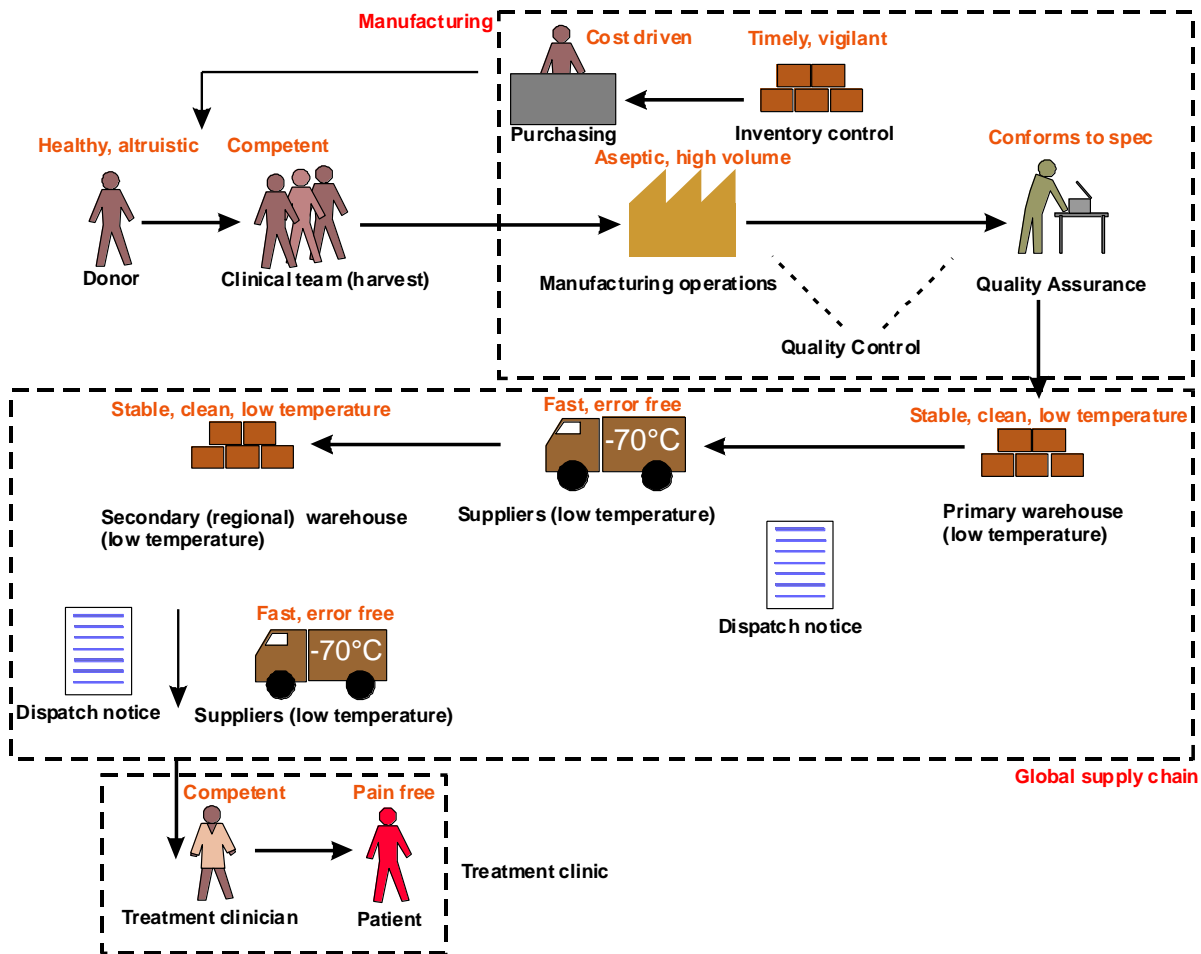 Manufacturing
Cost driven
Timely, vigilant
Purchasing
Inventory control
Healthy, altruistic
Competent
Aseptic, high volume
Conforms to spec
Donor
Clinical team (harvest)
Manufacturing operations
Quality Assurance
Quality Control
Stable, clean, low temperature
Fast, error free
Stable, clean, low temperature
-70°C
Secondary (regional) warehouse
(low temperature)
Suppliers (low temperature)
Primary warehouse
(low temperature)
Dispatch notice
Fast, error free
-70°C
Dispatch notice
Suppliers (low temperature)
Global supply chain
Competent
Pain free
Treatment clinic
Treatment clinician
Patient